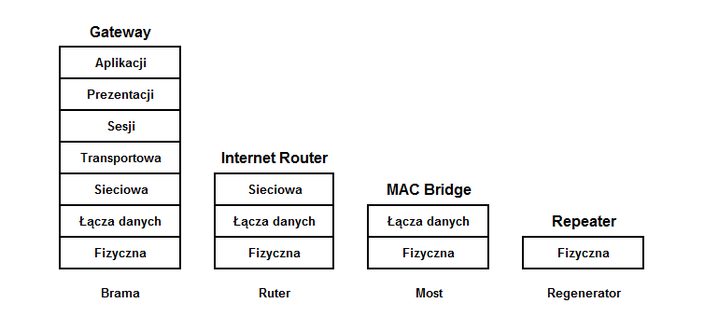 Gateway
Aplikacji
Prezentacji
Sesji
Transportowa
Sieciowa
Łącza danych
Fizyczna
Brama
Internet Router
Sieciowa
Łącza danych
Fizyczna
Ruter
MAC Bridge
Łącza danych
Fizyczna
Most
Repeater
Fizyczna
Regenerator